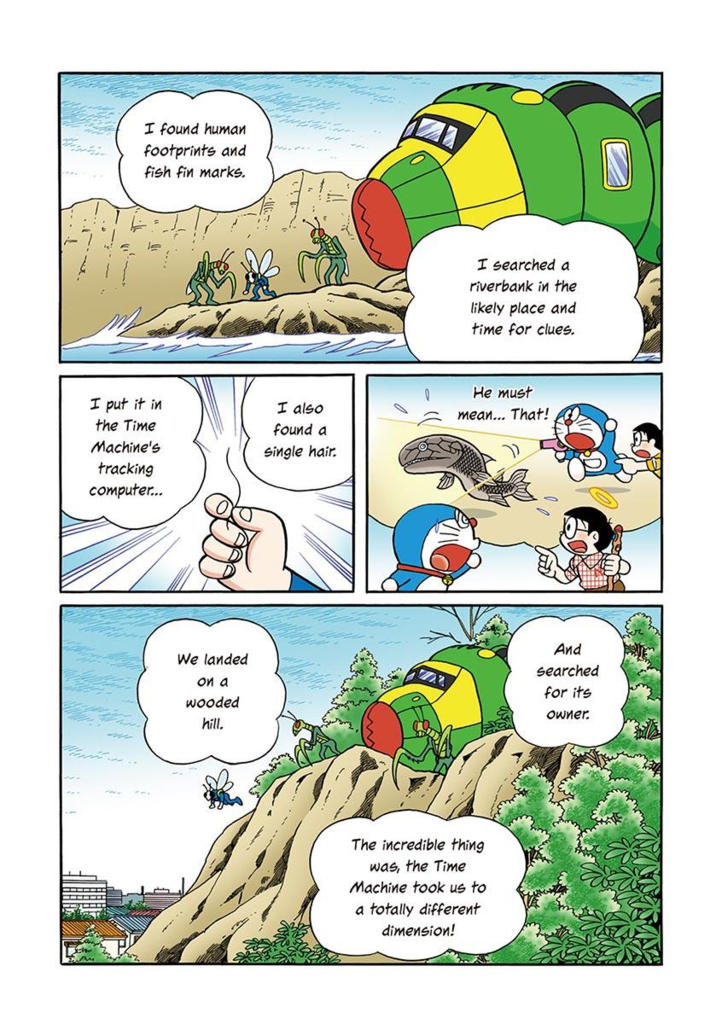 I found human
footprints and
fish fin marks.
I searched a
riverbank in the
likely place and
time for clues.
I put it in
the Time
Machine's
tracking
computer...
I also
found a
single hair.
He must
mean... That!
We landed
on a
wooded
hill.
And
searched
for its
owner.
The incredible thing
was, the Time
Machine took us to
a totally different
dimension!